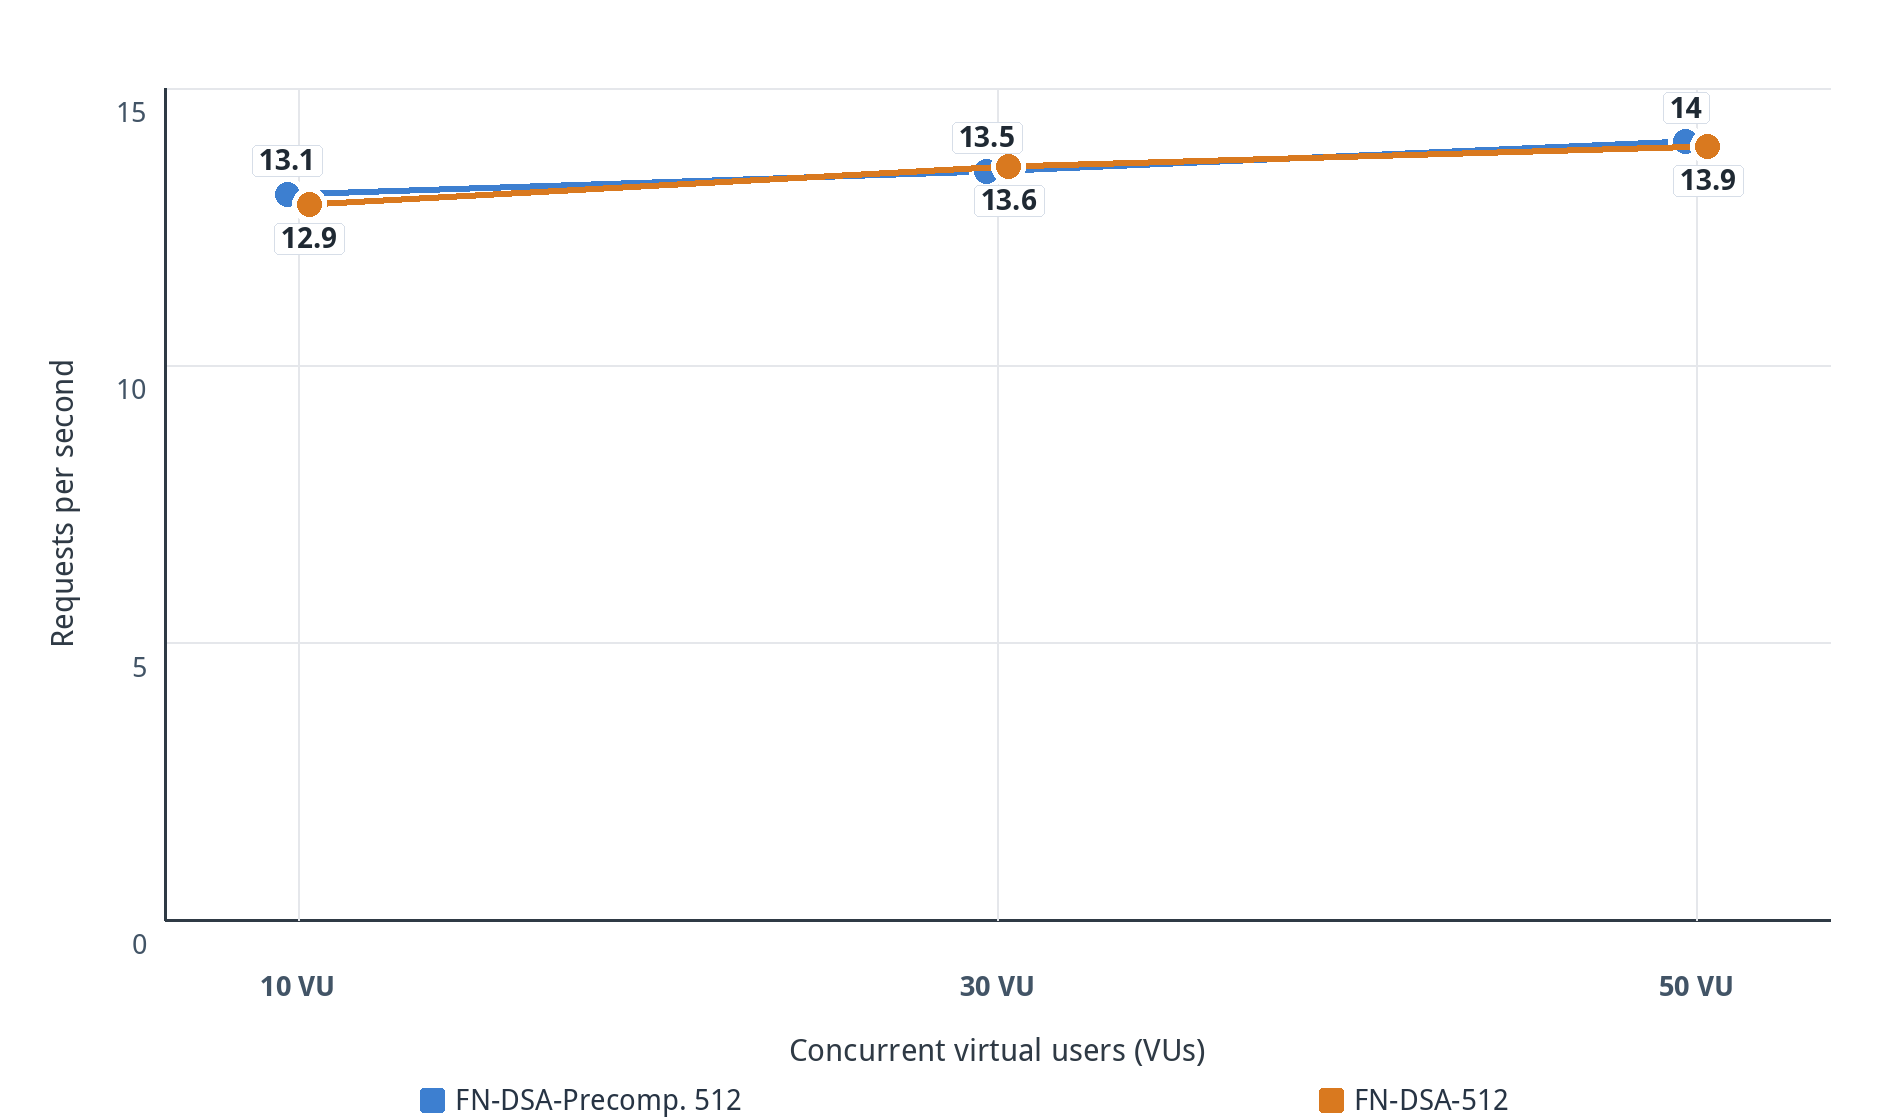 15
14
13.1
13.5
13.6
13.9
12.9
10
5
0
Requests per second
10 VU
30 VU
50 VU
Concurrent virtual users (VUs)
FN-DSA-Precomp. 512
FN-DSA-512